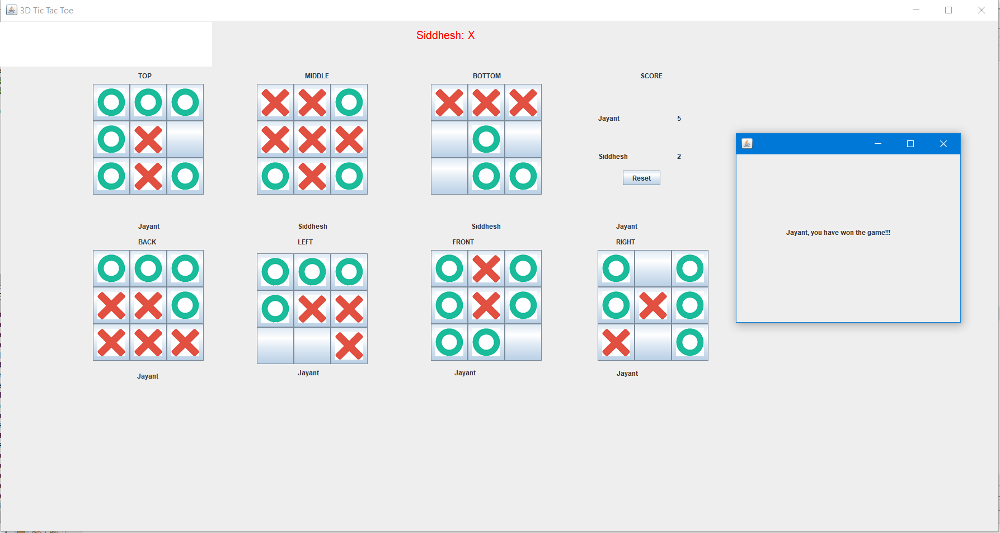 3D Tic Tac Toe
Siddhesh: X
TOP
MIDDLE
BOTTOM
SCORE
Jayant 5
Siddhesh 2
Reset
Jayant, you have won the game!!!
Jayant
Siddhesh
Siddhesh
Jayant
BACK
LEFT
FRONT
RIGHT
Jayant
Jayant
Jayant
Jayant